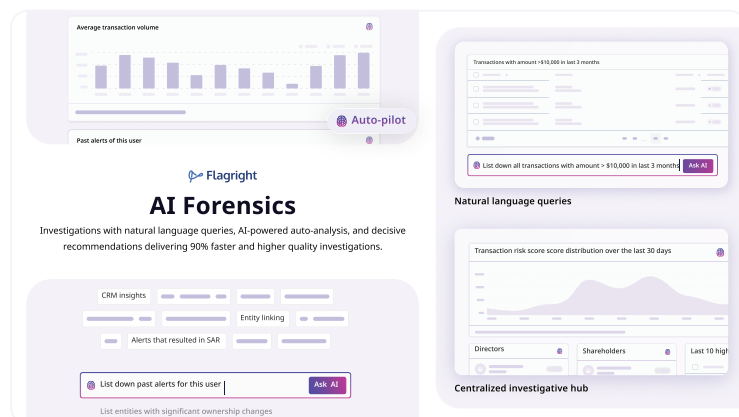 Average transaction volume
Auto-pilot
Past alerts of this user
Flagright
AI Forensics
Investigations with natural language queries, AI-powered auto-analysis, and decisive
recommendations delivering 90% faster and higher quality investigations.
CRM insights
Entity linking
Alerts that resulted in SAR
List down past alerts for this user
Ask AI
List entities with significant ownership changes
Transactions with amount >$10,000 in last 3 months
List down all transactions with amount > $10,000 in last 3 months
Ask AI
Natural language queries
Transaction risk score score distribution over the last 30 days
Directors
Shareholders
Last 10 high
Centralized investigative hub